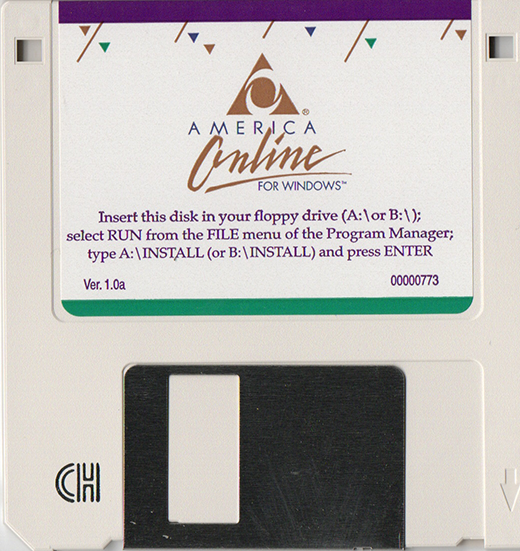 AMERICA
Online ®
FOR WINDOWS™
Insert this disk in your floppy drive (A:\ or B:\);
select RUN from the FILE menu of the Program Manager;
type A:\INSTALL (or B:\INSTALL) and press ENTER
Ver. 1.0a 00000773
CH